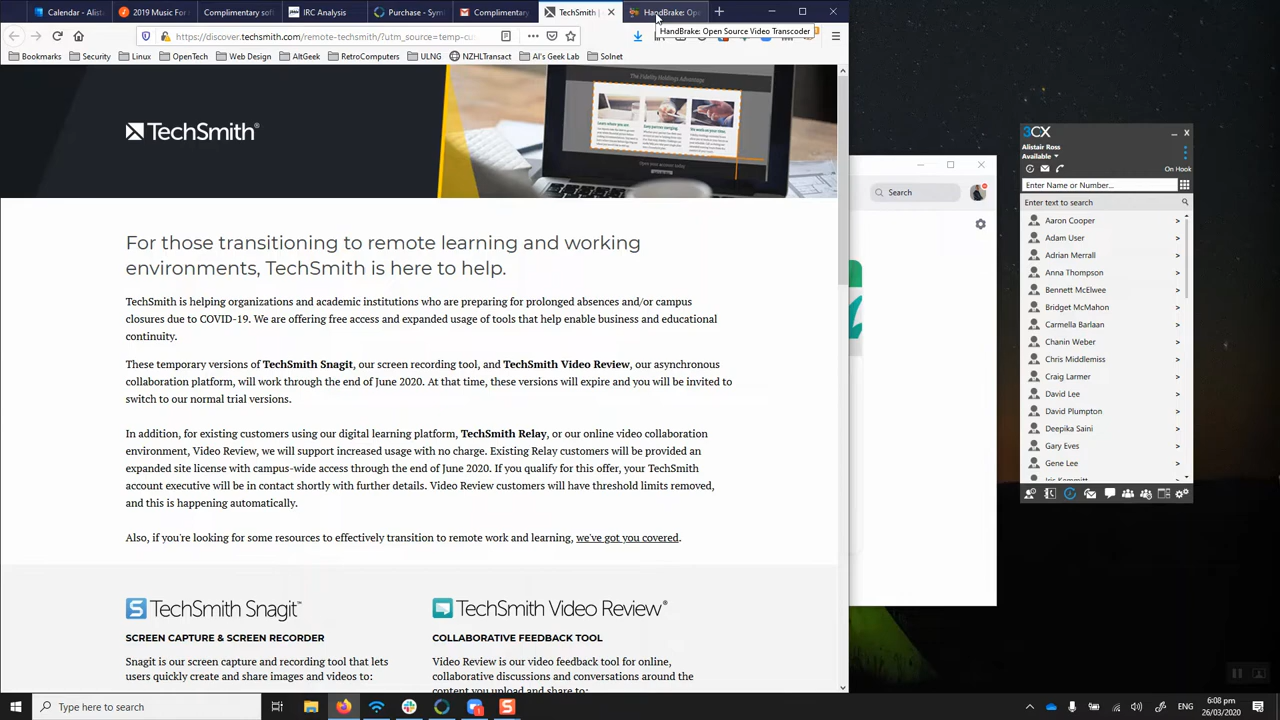 Calendar - Alist
2019 Music For
Complimentary sof
IRC Analysis
Purchase - Sym
Complimentary
TechSmith
HandBrake: Ope
HandBrake: Open Source Video Transcoder
https://discover.techsmith.com/remote-techsmith/?utm_source=temp-cu
Bookmarks
Security
Linux
OpenTech
Web Design
AltGeek
RetroComputers
ULNG
NZHLTransact
Al's Geek Lab
Solnet
TechSmith®
For those transitioning to remote learning and working
environments, TechSmith is here to help.
TechSmith is helping organizations and academic institutions who are preparing for prolonged absences and/or campus
closures due to COVID-19. We are offering free access and expanded usage of tools that help enable business and educational
continuity.
These temporary versions of TechSmith Snagit, our screen recording tool, and TechSmith Video Review, our asynchronous
collaboration platform, will work through the end of June 2020. At that time, these versions will expire and you will be invited to
switch to our normal trial versions.
In addition, for existing customers using our digital learning platform, TechSmith Relay, or our online video collaboration
environment, Video Review, we will support increased usage with no charge. Existing Relay customers will be provided an
expanded site license with campus-wide access through the end of June 2020. If you qualify for this offer, your TechSmith
account executive will be in contact shortly with further details. Video Review customers will have threshold limits removed,
and this is happening automatically.
Also, if you're looking for some resources to effectively transition to remote work and learning, we've got you covered.
TechSmith Snagit™
SCREEN CAPTURE & SCREEN RECORDER
Snagit is our screen capture and recording tool that lets
users quickly create and share images and videos to:
TechSmith Video Review®
COLLABORATIVE FEEDBACK TOOL
Video Review is our video feedback tool for online,
collaborative discussions and conversations around the
content you upload and share to:
Search
3CX
Alistair Ross
Available
On Hook
Enter Name or Number...
Enter text to search
Aaron Cooper
Adam User
Adrian Merrall
Anna Thompson
Bennett McElwee
Bridget McMahon
Carmella Barlaan
Chanin Weber
Chris Middlemiss
Craig Larmer
David Lee
David Plumpton
Deepika Saini
Gary Eves
Gene Lee
Type here to search
6:08 pm
26/03/2020